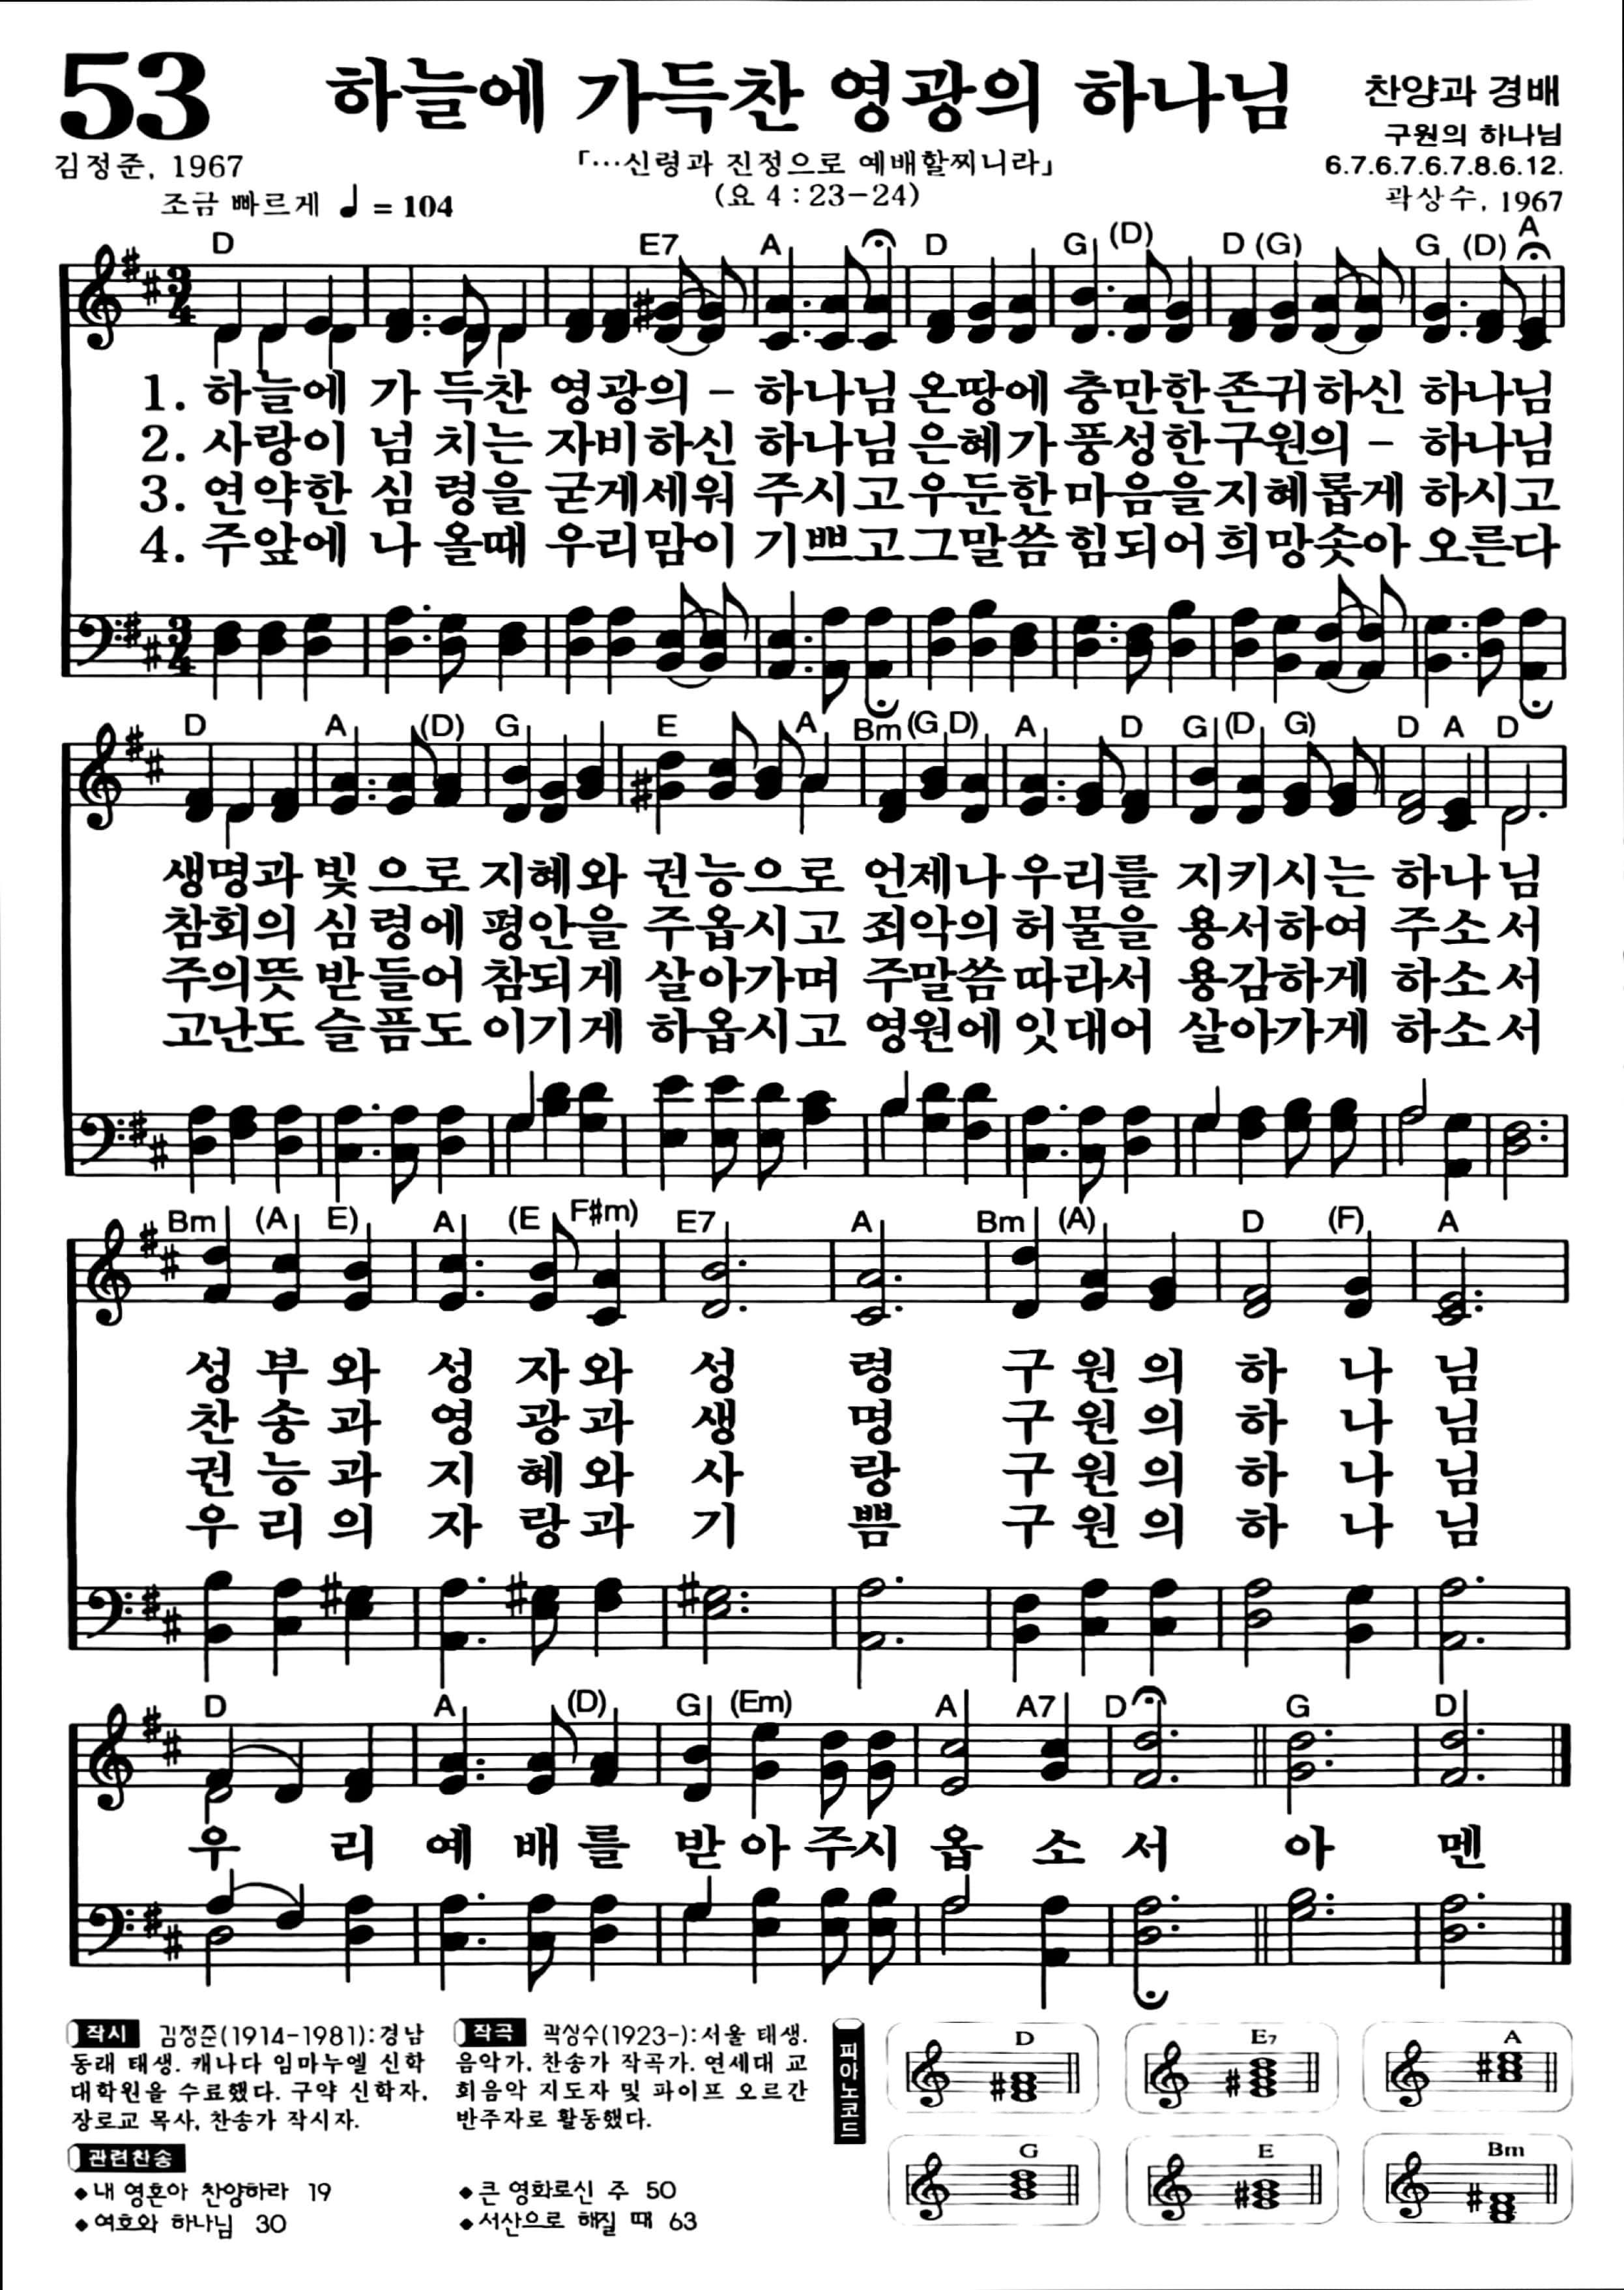 53
하늘에 가득찬 영광의 하나님
찬양과 경배
구원의 하나님
김정준, 1967
「…신령과 진정으로 예배할찌니라」
6.7.6.7.6.7.8.6.12.
조금 빠르게 ♩ = 104
(요 4 : 23-24)
곽상수, 1967
D E7 A D G (D) D (G) G (D) A
1. 하늘에 가 득찬 영광의 - 하나님 온땅에 충만한 존귀하신 하나님
2. 사랑이 넘 치는 자비하신 하나님 은혜가 풍성한 구원의 - 하나님
3. 연약한 심 령을 굳게세워 주시고 우둔한 마음을 지혜롭게 하시고
4. 주앞에 나 올때 우리맘이 기쁘고 그말씀 힘되어 희망솟아 오른다
D A (D) G E A Bm (G D) A D G (D G) D A D
생명과 빛 으로 지혜와 권능으로 언제나 우리를 지키시는 하나님
참회의 심 령에 평안을 주옵시고 죄악의 허물을 용서하여 주소서
주의뜻 받들어 참되게 살아가며 주말씀 따라서 용감하게 하소서
고난도 슬픔도 이기게 하옵시고 영원에 잇대어 살아가게 하소서
Bm (A E) A (E F#m) E7 A Bm (A) D (F) A
성 부 와 성 자 와 성 령 구 원 의 하 나 님
찬 송 과 영 광 과 생 명 구 원 의 하 나 님
권 능 과 지 혜 와 사 랑 구 원 의 하 나 님
우 리 의 자 랑 과 기 쁨 구 원 의 하 나 님
D A (D) G (Em) A A7 D G D
우 리 예 배 를 받 아 주시 옵 소 서 아 멘
작시 김정준(1914-1981):경남
동래 태생. 캐나다 임마누엘 신학
대학원을 수료했다. 구약 신학자,
장로교 목사, 찬송가 작시자.
작곡 곽상수(1923-):서울 태생.
음악가, 찬송가 작곡가. 연세대 교
회음악 지도자 및 파이프 오르간
반주자로 활동했다.
관련찬송
◆내 영혼아 찬양하라 19
◆여호와 하나님 30
◆큰 영화로신 주 50
◆서산으로 해질 때 63
피아노코드
D E7 A
G E Bm